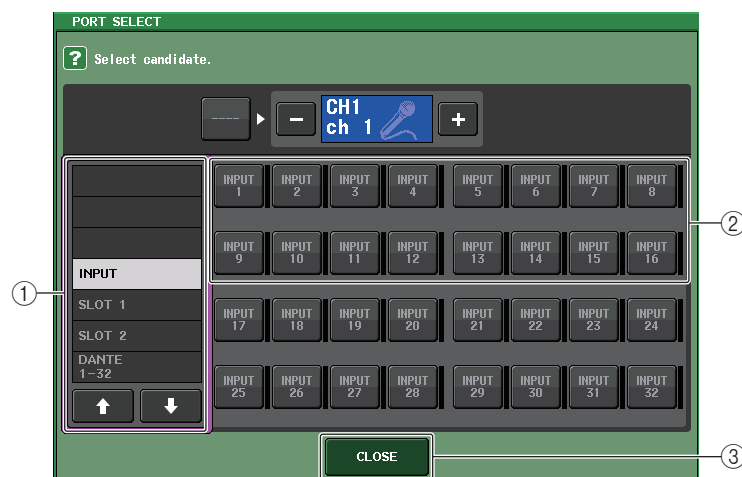 PORT SELECT
? Select candidate.
---- CH1
ch 1
INPUT
SLOT 1
SLOT 2
DANTE
1-32
INPUT 1 INPUT 2 INPUT 3 INPUT 4 INPUT 5 INPUT 6 INPUT 7 INPUT 8
INPUT 9 INPUT 10 INPUT 11 INPUT 12 INPUT 13 INPUT 14 INPUT 15 INPUT 16
INPUT 17 INPUT 18 INPUT 19 INPUT 20 INPUT 21 INPUT 22 INPUT 23 INPUT 24
INPUT 25 INPUT 26 INPUT 27 INPUT 28 INPUT 29 INPUT 30 INPUT 31 INPUT 32
CLOSE
①
②
③